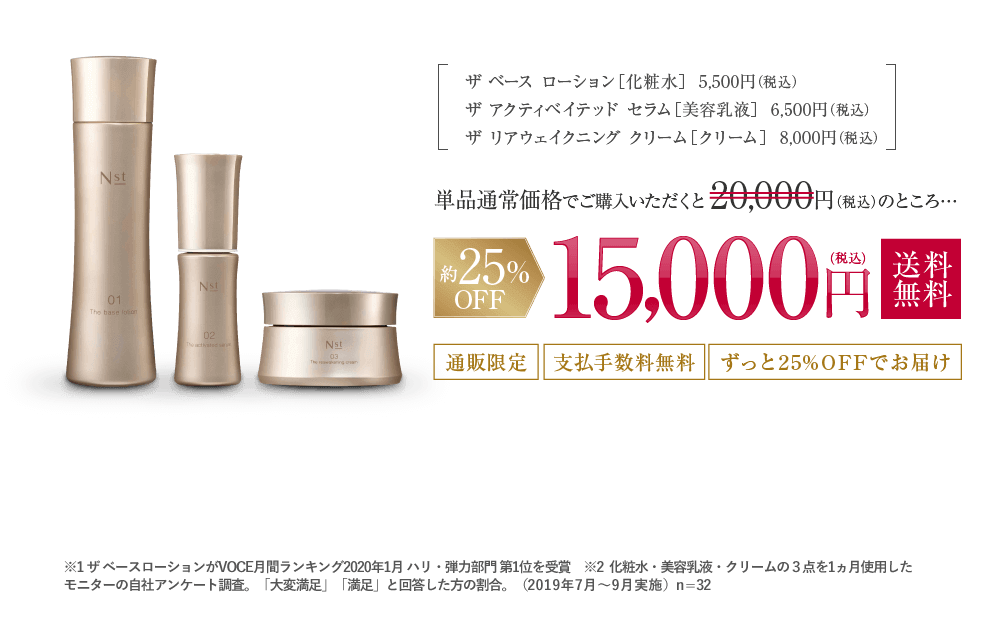 ザ ベース ローション［化粧水］ 5,500円（税込）
ザ アクティベイテッド セラム［美容乳液］ 6,500円（税込）
ザ リアウェイクニング クリーム［クリーム］ 8,000円（税込）
単品通常価格でご購入いただくと 20,000円（税込）のところ…
約25%OFF
15,000円（税込）
送料無料
通販限定 支払手数料無料 ずっと25%OFFでお届け
Nst
01
The base lotion
Nst
02
Nst
03
※1 ザ ベースローションがVOCE月間ランキング2020年1月 ハリ・弾力部門 第1位を受賞 ※2 化粧水・美容乳液・クリームの３点を1ヵ月使用した
モニターの自社アンケート調査。「大変満足」「満足」と回答した方の割合。（2019年7月〜9月実施）n=32